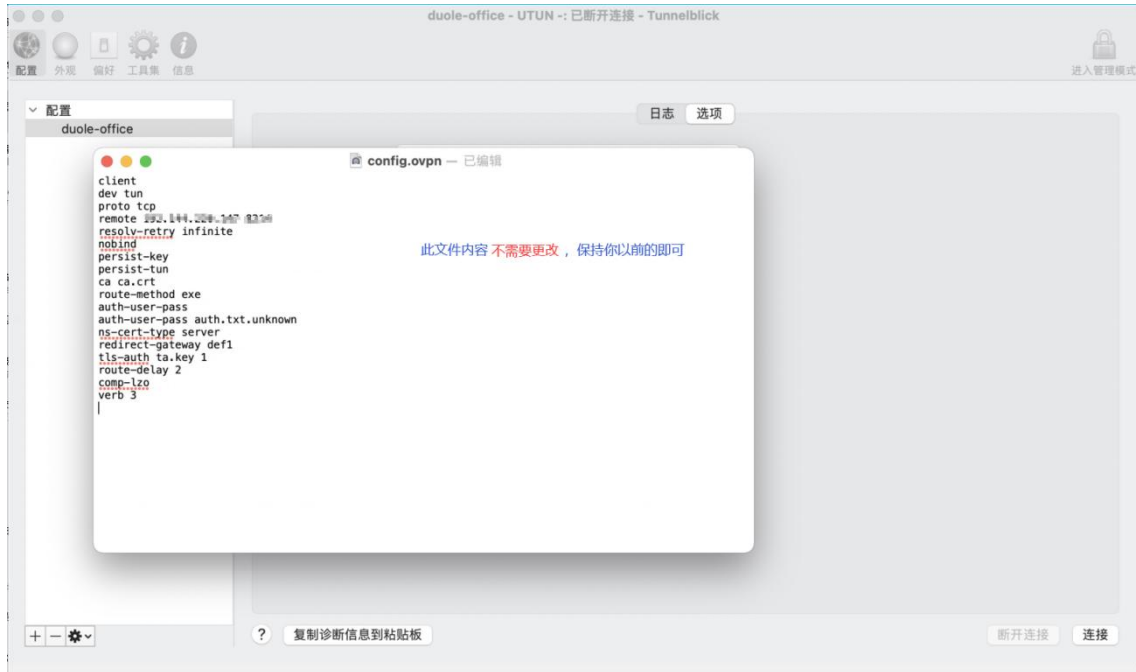 duole-office - UTUN -: 已断开连接 - Tunnelblick
配置 外观 偏好 工具集 信息
进入管理模式
配置
duole-office
日志 选项
config.ovpn — 已编辑
client
dev tun
proto tcp
remote
resolv-retry infinite
nobind
persist-key
persist-tun
ca ca.crt
route-method exe
auth-user-pass
auth-user-pass auth.txt.unknown
ns-cert-type server
redirect-gateway def1
tls-auth ta.key 1
route-delay 2
comp-lzo
verb 3
此文件内容 不需要更改 ，保持你以前的即可
? 复制诊断信息到粘贴板
断开连接 连接